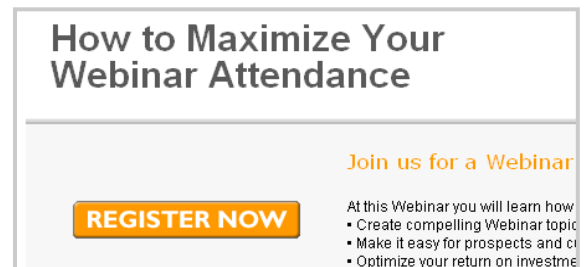 How to Maximize Your
Webinar Attendance
Join us for a Webinar
REGISTER NOW
At this Webinar you will learn how
• Create compelling Webinar topic
• Make it easy for prospects and
• Optimize your return on